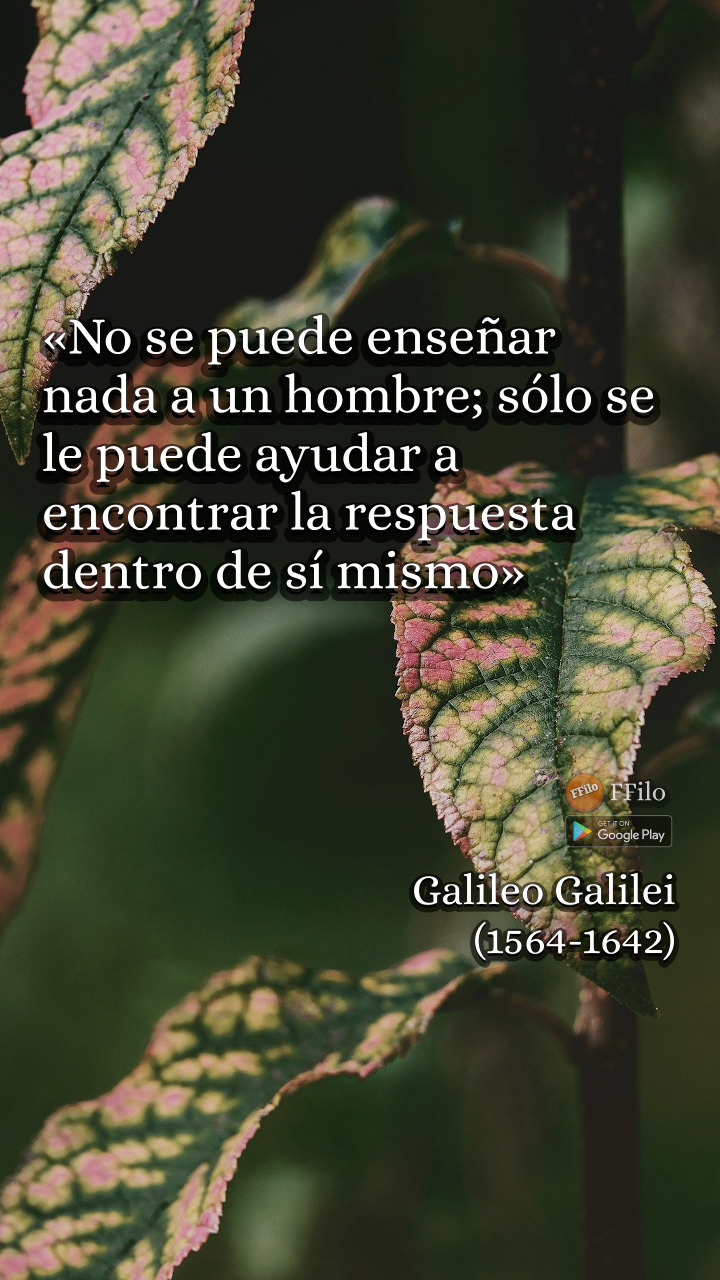 «No se puede enseñar
nada a un hombre; sólo se
le puede ayudar a
encontrar la respuesta
dentro de sí mismo»
FFilo FFilo
GET IT ON
Google Play
Galileo Galilei
(1564-1642)